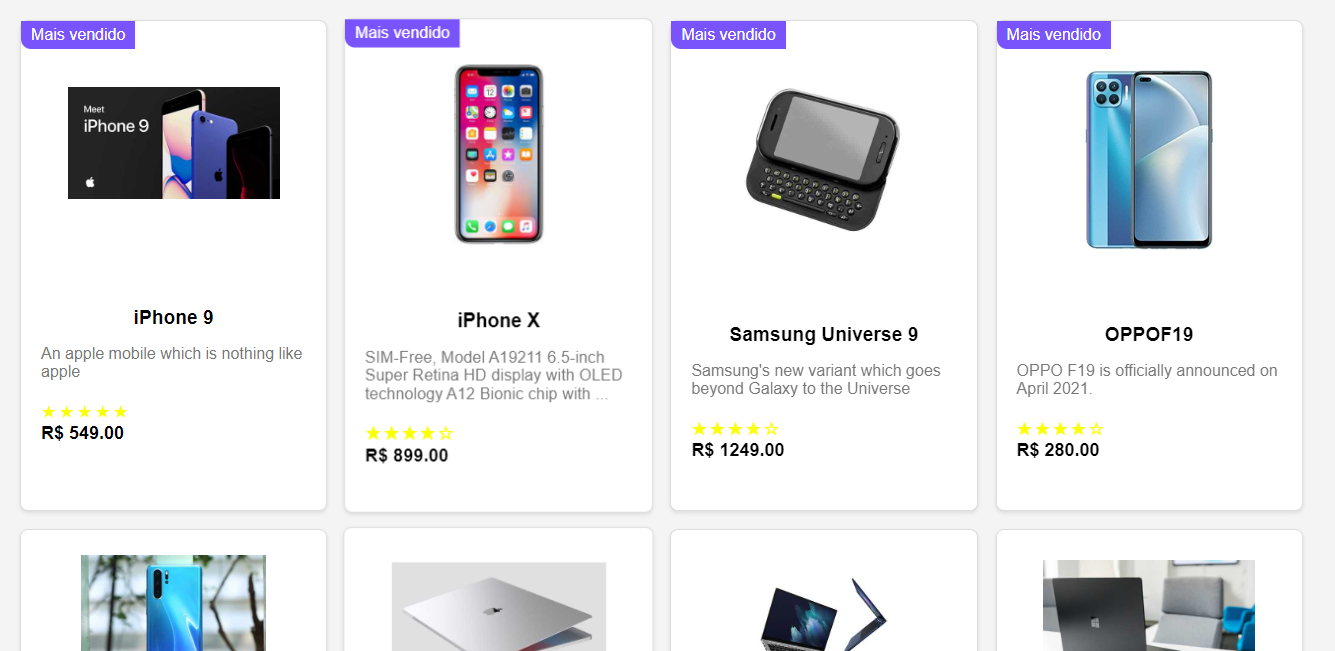 Mais vendido
Meet
iPhone 9
iPhone 9
An apple mobile which is nothing like
apple
★★★★★
R$ 549.00
Mais vendido
iPhone X
SIM-Free, Model A19211 6.5-inch
Super Retina HD display with OLED
technology A12 Bionic chip with ...
★★★★☆
R$ 899.00
Mais vendido
Samsung Universe 9
Samsung's new variant which goes
beyond Galaxy to the Universe
★★★★☆
R$ 1249.00
Mais vendido
OPPOF19
OPPO F19 is officially announced on
April 2021.
★★★★☆
R$ 280.00